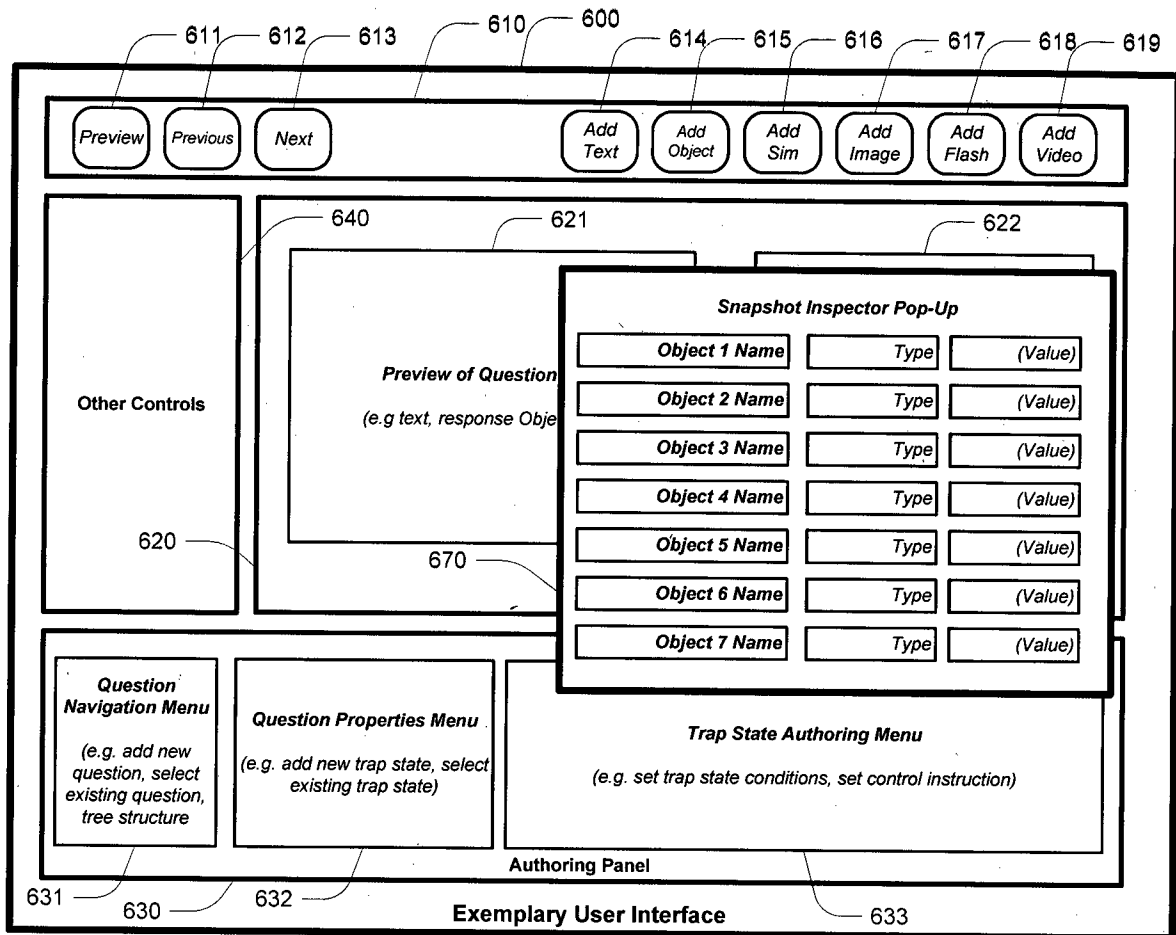 610
600
611
612
613
614
615
616
617
618
619
Preview
Previous
Next
Add
Text
Add
Object
Add
Sim
Add
Image
Add
Flash
Add
Video
640
621
622
Other Controls
Preview of Question
(e.g text, response Obje
Snapshot Inspector Pop-Up
Object 1 Name Type (Value)
Object 2 Name Type (Value)
Object 3 Name Type (Value)
Object 4 Name Type (Value)
Object 5 Name Type (Value)
Object 6 Name Type (Value)
Object 7 Name Type (Value)
620
670
Question
Navigation Menu
(e.g. add new
question, select
existing question,
tree structure
Question Properties Menu
(e.g. add new trap state, select
existing trap state)
Trap State Authoring Menu
(e.g. set trap state conditions, set control instruction)
Authoring Panel
631
630
632
633
Exemplary User Interface